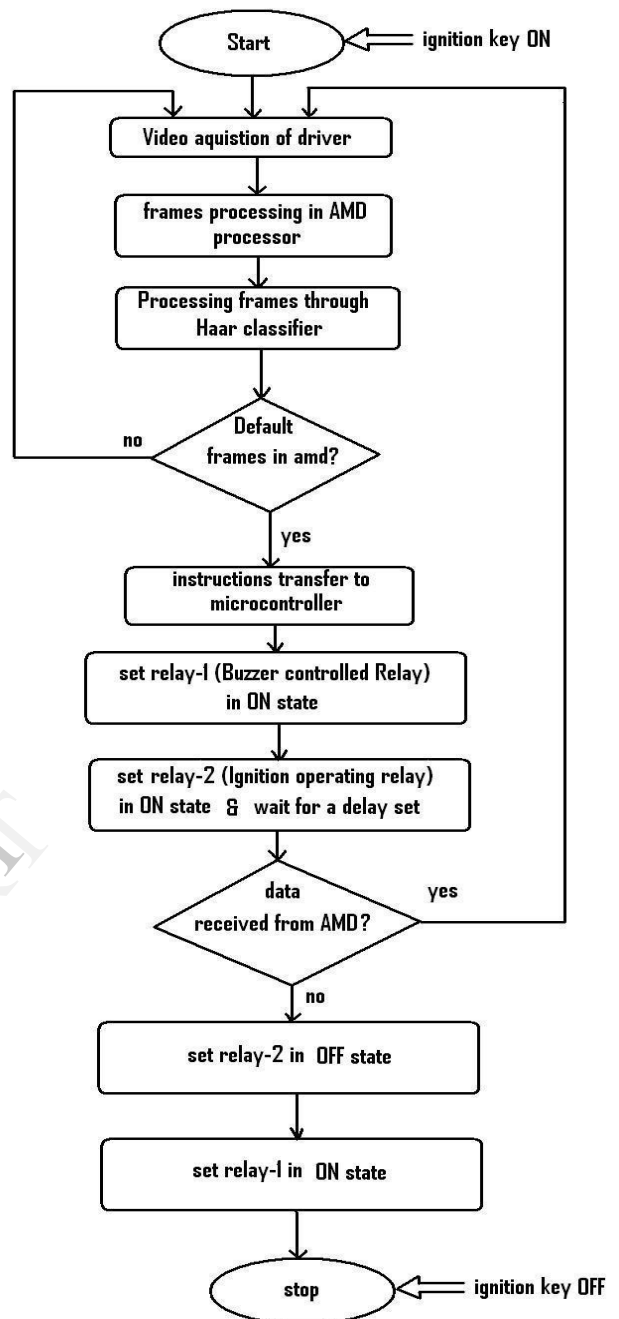 Start
ignition key ON
Video aquistion of driver
frames processing in AMD
processor
Processing frames through
Haar classifier
Default
frames in amd?
no
yes
instructions transfer to
microcontroller
set relay-1 (Buzzer controlled Relay)
in ON state
set relay-2 (Ignition operating relay)
in ON state & wait for a delay set
data
received from AMD?
yes
no
set relay-2 in OFF state
set relay-1 in ON state
stop
ignition key OFF